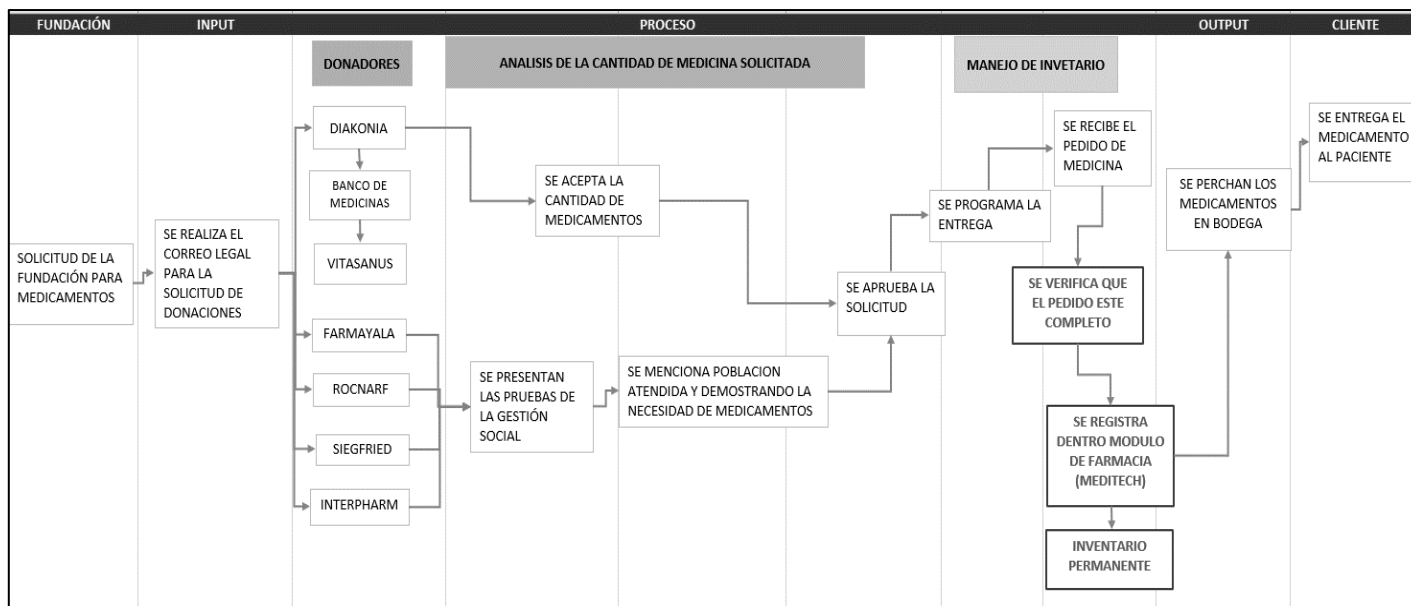 FUNDACIÓN
INPUT
PROCESO
OUTPUT
CLIENTE
DONADORES
ANALISIS DE LA CANTIDAD DE MEDICINA SOLICITADA
MANEJO DE INVETARIO
SOLICITUD DE LA
FUNDACIÓN PARA
MEDICAMENTOS
SE REALIZA EL
CORREO LEGAL
PARA LA
SOLICITUD DE
DONACIONES
DIAKONIA
BANCO DE
MEDICINAS
VITASANUS
FARMAYALA
ROCNARF
SIEGFRIED
INTERPHARM
SE ACEPTA LA
CANTIDAD DE
MEDICAMENTOS
SE PRESENTAN
LAS PRUEBAS DE
LA GESTIÓN
SOCIAL
SE MENCIONA POBLACION
ATENDIDA Y DEMOSTRANDO LA
NECESIDAD DE MEDICAMENTOS
SE APRUEBA LA
SOLICITUD
SE PROGRAMA LA
ENTREGA
SE RECIBE EL
PEDIDO DE
MEDICINA
SE VERIFICA QUE
EL PEDIDO ESTE
COMPLETO
SE REGISTRA
DENTRO MODULO
DE FARMACIA
(MEDITECH)
INVENTARIO
PERMANENTE
SE PERCHAN LOS
MEDICAMENTOS
EN BODEGA
SE ENTREGA EL
MEDICAMENTO
AL PACIENTE